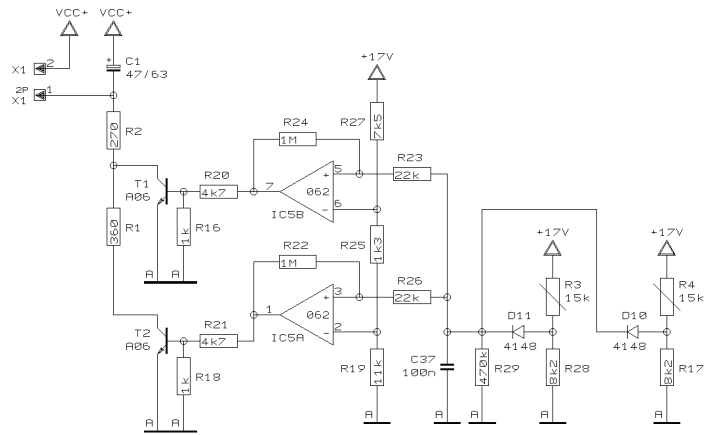 VCC+ VCC+
+ C1
47/63
X1 2
2P 1
X1
270 R2
T1
A06
R20
4k7
R16
1k
360 R1
A A
T2
A06
R21
4k7
R18
1k
A A
R24
1M
7
062
5
+
6
-
IC5B
R22
1M
1
062
3
+
2
-
IC5A
+17V
R27
7k5
R25
1k3
R19
11k
A
R23
22k
R26
22k
C37
100n
A
470k R29
A
D11
4148
+17V
R3
15k
8k2 R28
A
D10
4148
+17V
R4
15k
8k2 R17
A